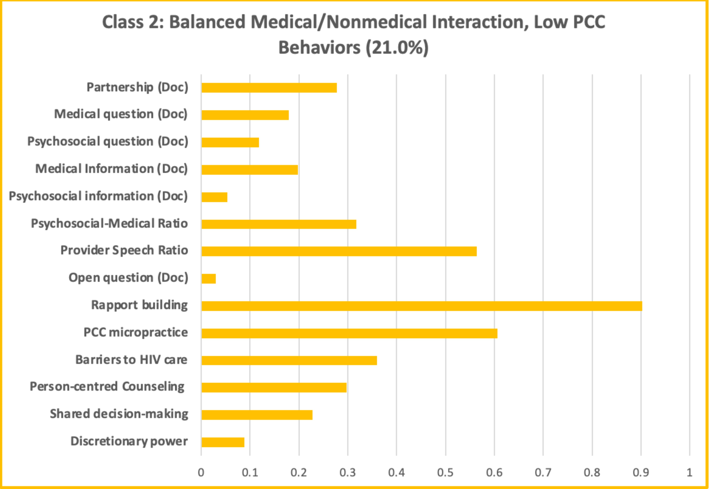 Class 2: Balanced Medical/Nonmedical Interaction, Low PCC
Behaviors (21.0%)
Partnership (Doc)
Medical question (Doc)
Psychosocial question (Doc)
Medical Information (Doc)
Psychosocial information (Doc)
Psychosocial-Medical Ratio
Provider Speech Ratio
Open question (Doc)
Rapport building
PCC micropractice
Barriers to HIV care
Person-centred Counseling
Shared decision-making
Discretionary power
0 0.1 0.2 0.3 0.4 0.5 0.6 0.7 0.8 0.9 1